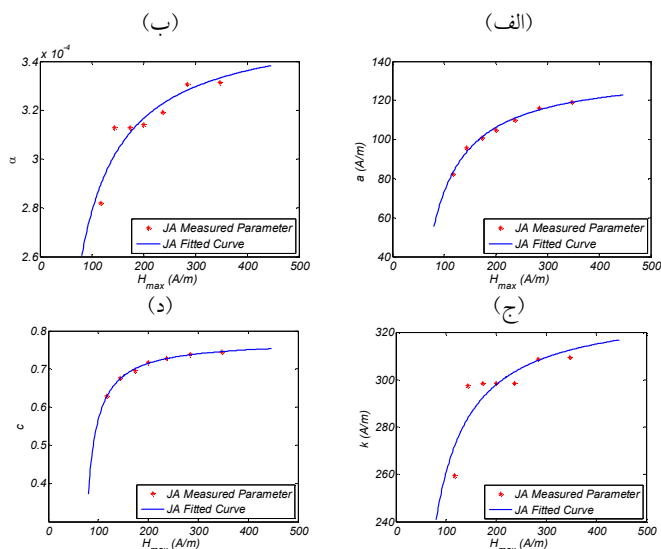 (ب)
(الف)
x 10^-4
3.4
3.2
3
2.8
2.6
α
0 100 200 300 400 500
H_max (A/m)
JA Measured Parameter
JA Fitted Curve
140
120
100
80
60
40
a (A/m)
0 100 200 300 400 500
H_max (A/m)
JA Measured Parameter
JA Fitted Curve
(د)
(ج)
0.8
0.7
0.6
0.5
0.4
c
0 100 200 300 400 500
H_max (A/m)
JA Measured Parameter
JA Fitted Curve
320
300
280
260
240
k (A/m)
0 100 200 300 400 500
H_max (A/m)
JA Measured Parameter
JA Fitted Curve